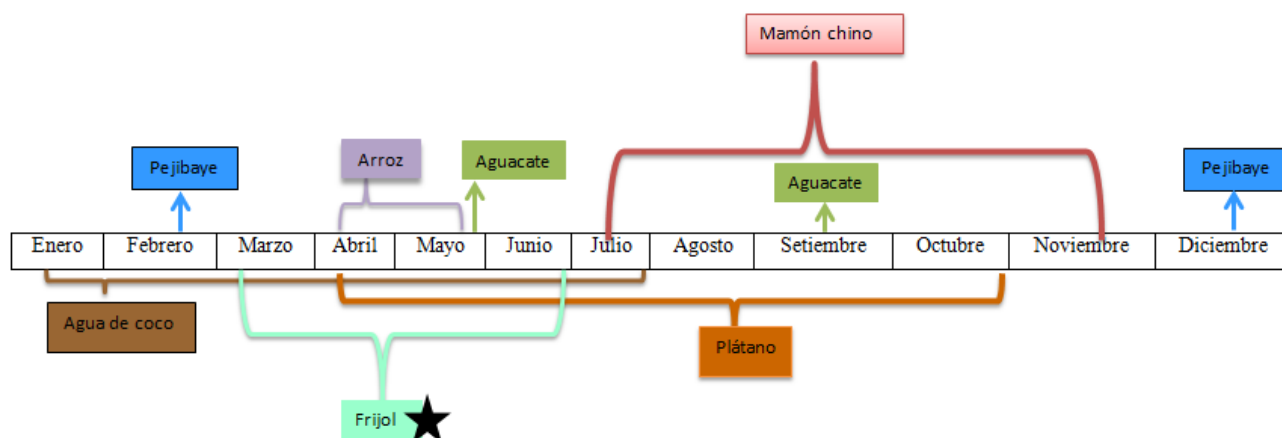 Mamón chino
Arroz
Pejibaye
Aguacate
Aguacate
Pejibaye
Enero Febrero Marzo Abril Mayo Junio Julio Agosto Setiembre Octubre Noviembre Diciembre
Agua de coco
Plátano
Frijol